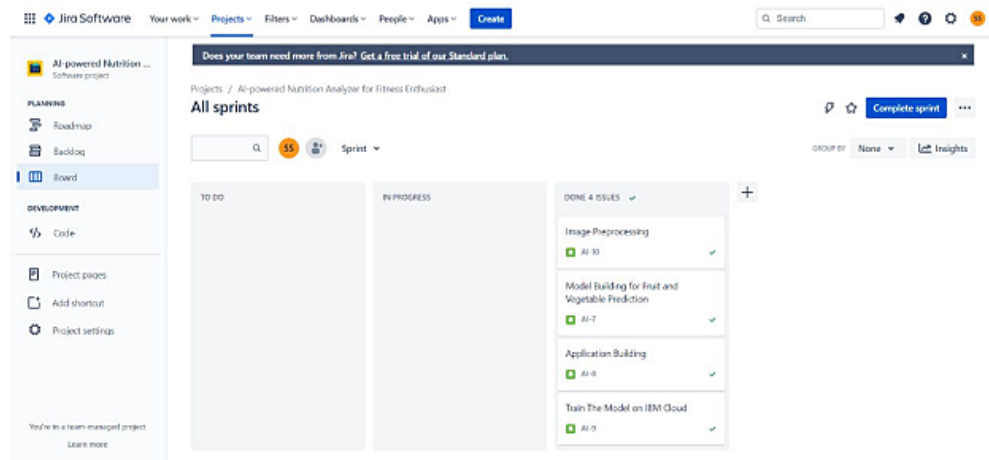 Jira Software Your work Projects Filters Dashboards People Apps Create Search SS
Does your team need more from Jira? Get a free trial of our Standard plan.
AI-powered Nutrition ...
Software project
PLANNING
Roadmap
Backlog
Board
DEVELOPMENT
Code
Project pages
Add shortcut
Project settings
You're in a team-managed project
Learn more
Projects / AI-powered Nutrition Analyzer for Fitness Enthusiast
All sprints
Complete sprint
SS Sprint GROUP BY None Insights
TO DO
IN PROGRESS
DONE 4 ISSUES
Image Preprocessing
AI-10
Model Building for Fruit and
Vegetable Prediction
AI-7
Application Building
AI-8
Train The Model on IBM Cloud
AI-9